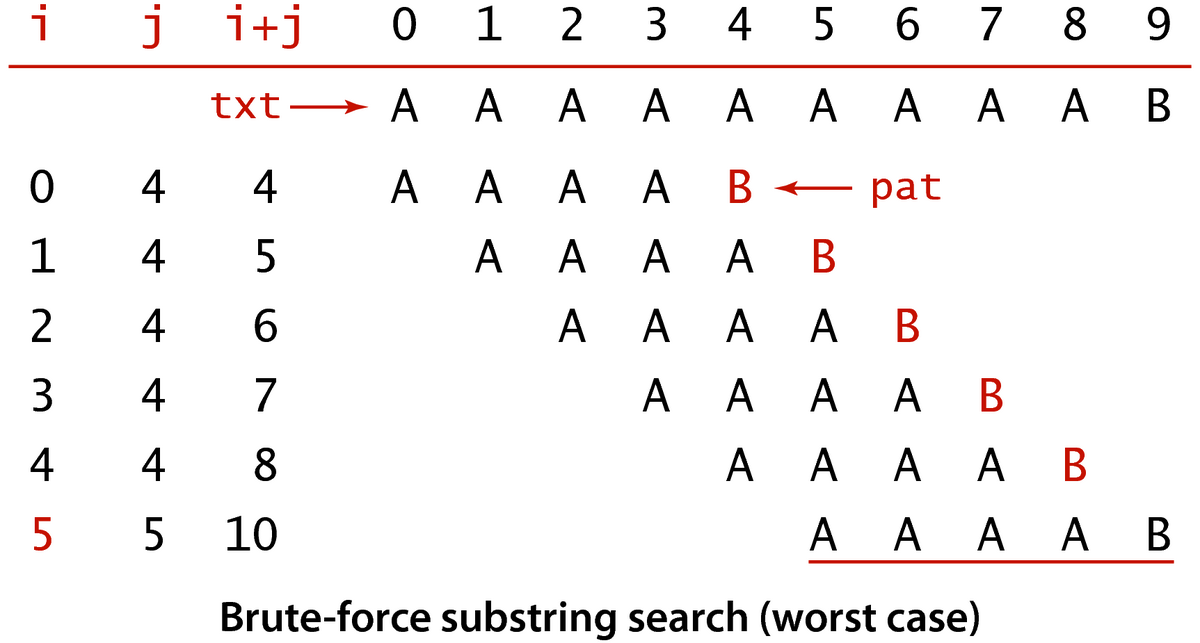 i j i+j 0 1 2 3 4 5 6 7 8 9
txt A A A A A A A A A B
0 4 4 A A A A B pat
1 4 5 A A A A B
2 4 6 A A A A B
3 4 7 A A A A B
4 4 8 A A A A B
5 5 10 A A A A B
Brute-force substring search (worst case)